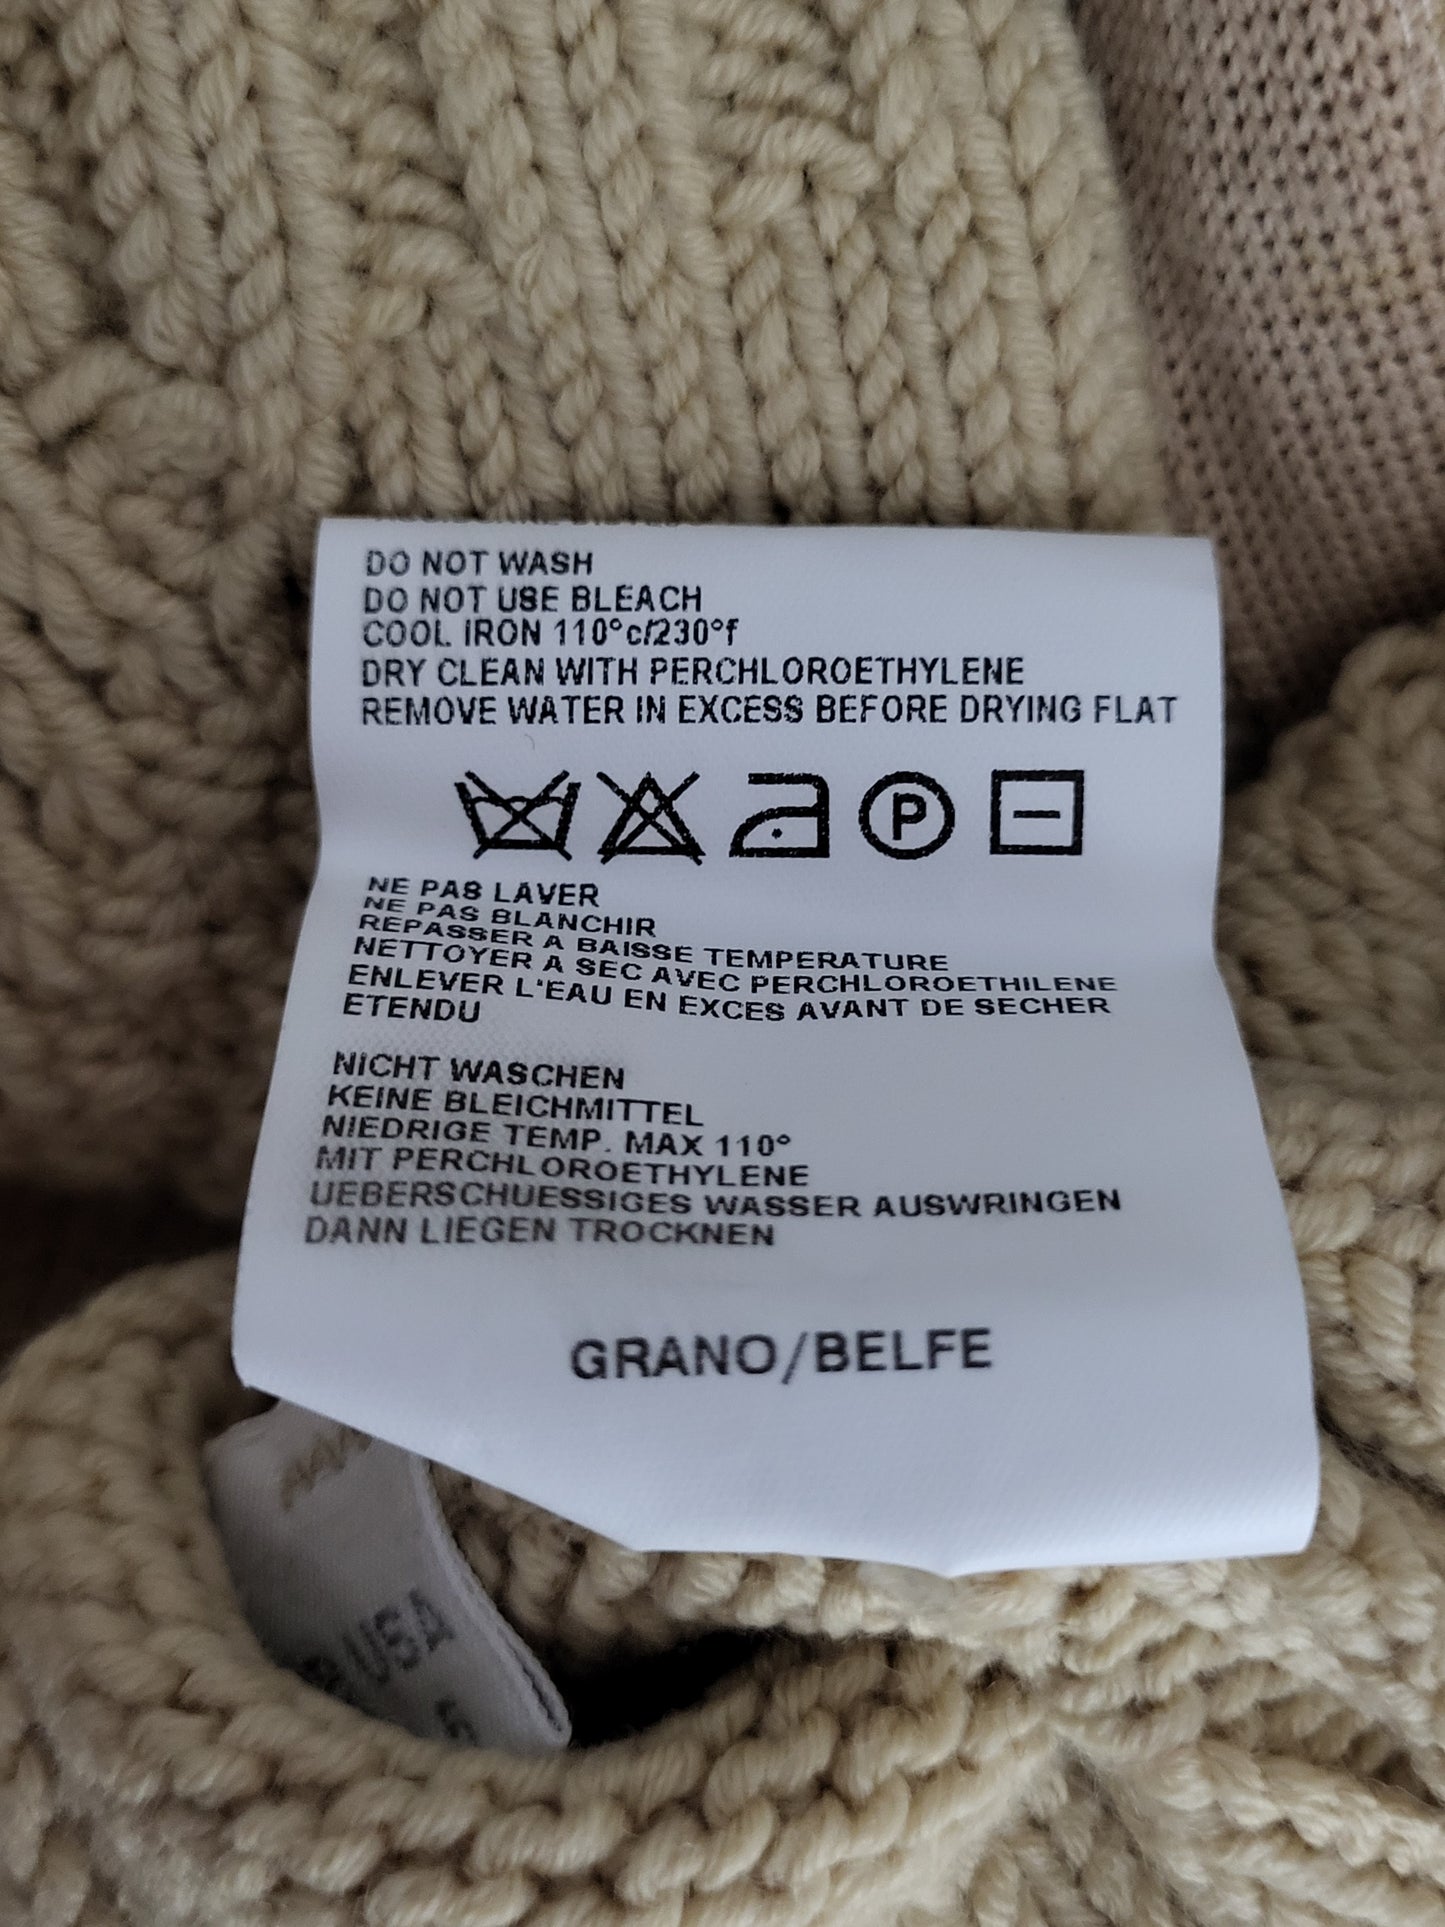 DO NOT WASH
DO NOT USE BLEACH
COOL IRON 110°c/230°f
DRY CLEAN WITH PERCHLOROETHYLENE
REMOVE WATER IN EXCESS BEFORE DRYING FLAT
P
NE PAS LAVER
NE PAS BLANCHIR
REPASSER A BAISSE TEMPERATURE
NETTOYER A SEC AVEC PERCHLOROETHILENE
ENLEVER L'EAU EN EXCES AVANT DE SECHER
ETENDU
NICHT WASCHEN
KEINE BLEICHMITTEL
NIEDRIGE TEMP. MAX 110°
MIT PERCHLOROETHYLENE
UEBERSCHUESSIGES WASSER AUSWRINGEN
DANN LIEGEN TROCKNEN
GRANO/BELFE
USA